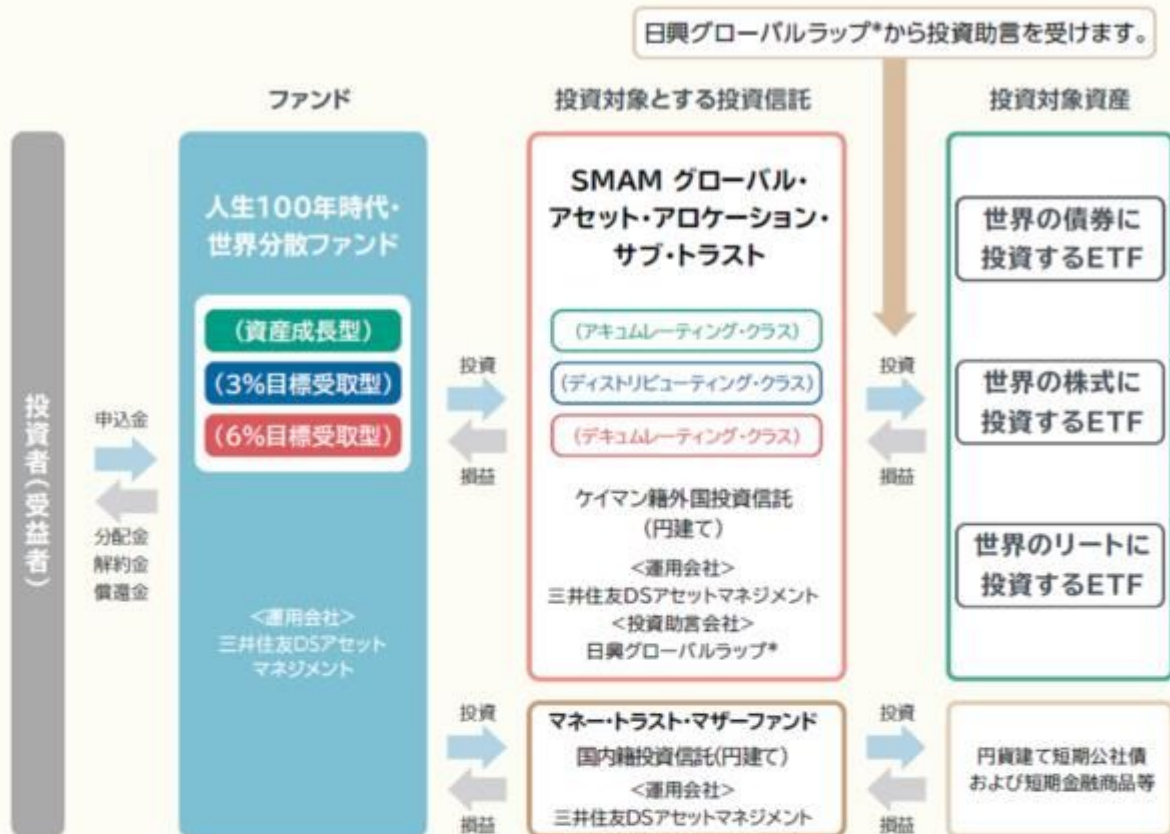 日興グローバルラップ*から投資助言を受けます。
ファンド
投資対象とする投資信託
投資対象資産
投資者(受益者)
申込金
分配金
解約金
償還金
人生100年時代・
世界分散ファンド
(資産成長型)
(3%目標受取型)
(6%目標受取型)
<運用会社>
三井住友DSアセット
マネジメント
投資
損益
SMAM グローバル・
アセット・アロケーション・
サブ・トラスト
(アキュムレーティング・クラス)
(ディストリビューティング・クラス)
(デキュムレーティング・クラス)
ケイマン籍外国投資信託
(円建て)
<運用会社>
三井住友DSアセットマネジメント
<投資助言会社>
日興グローバルラップ*
投資
損益
世界の債券に
投資するETF
世界の株式に
投資するETF
世界のリートに
投資するETF
投資
損益
マネー・トラスト・マザーファンド
国内籍投資信託(円建て)
<運用会社>
三井住友DSアセットマネジメント
投資
損益
円貨建て短期公社債
および短期金融商品等